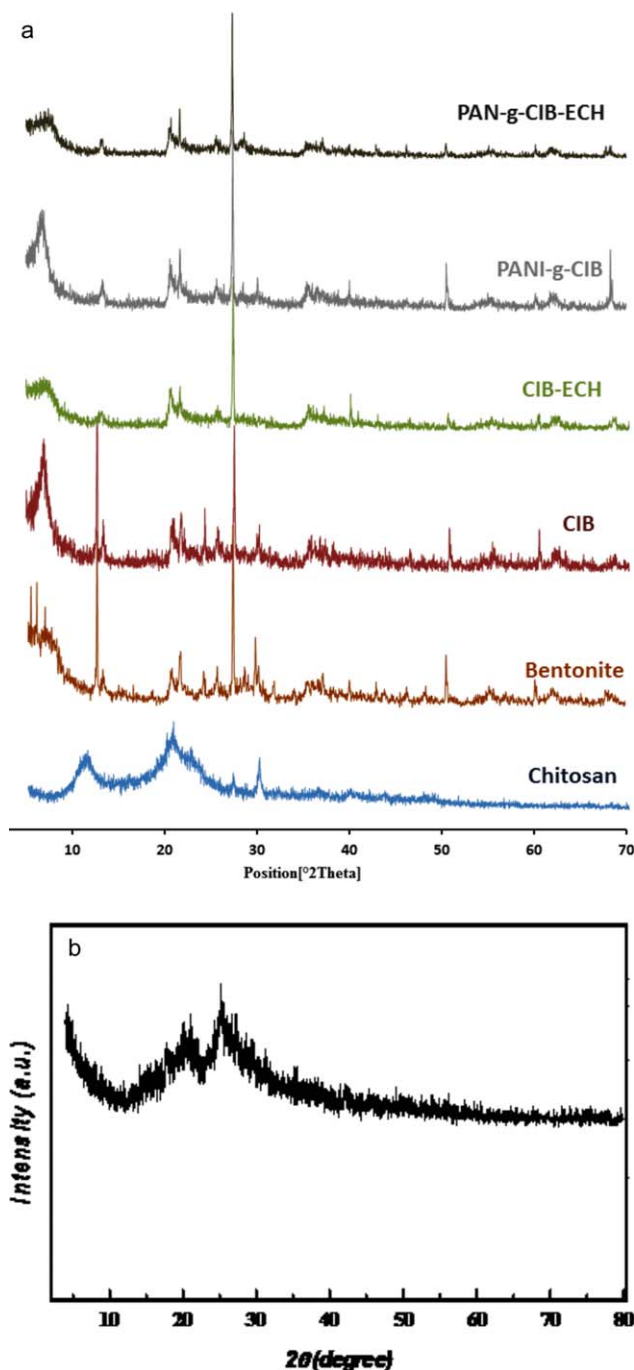 a
PAN-g-CIB-ECH
PANI-g-CIB
CIB-ECH
CIB
Bentonite
Chitosan
10 20 30 40 50 60 70
Position[°2Theta]
b
Intensity (a.u.)
10 20 30 40 50 60 70 80
2θ(degree)